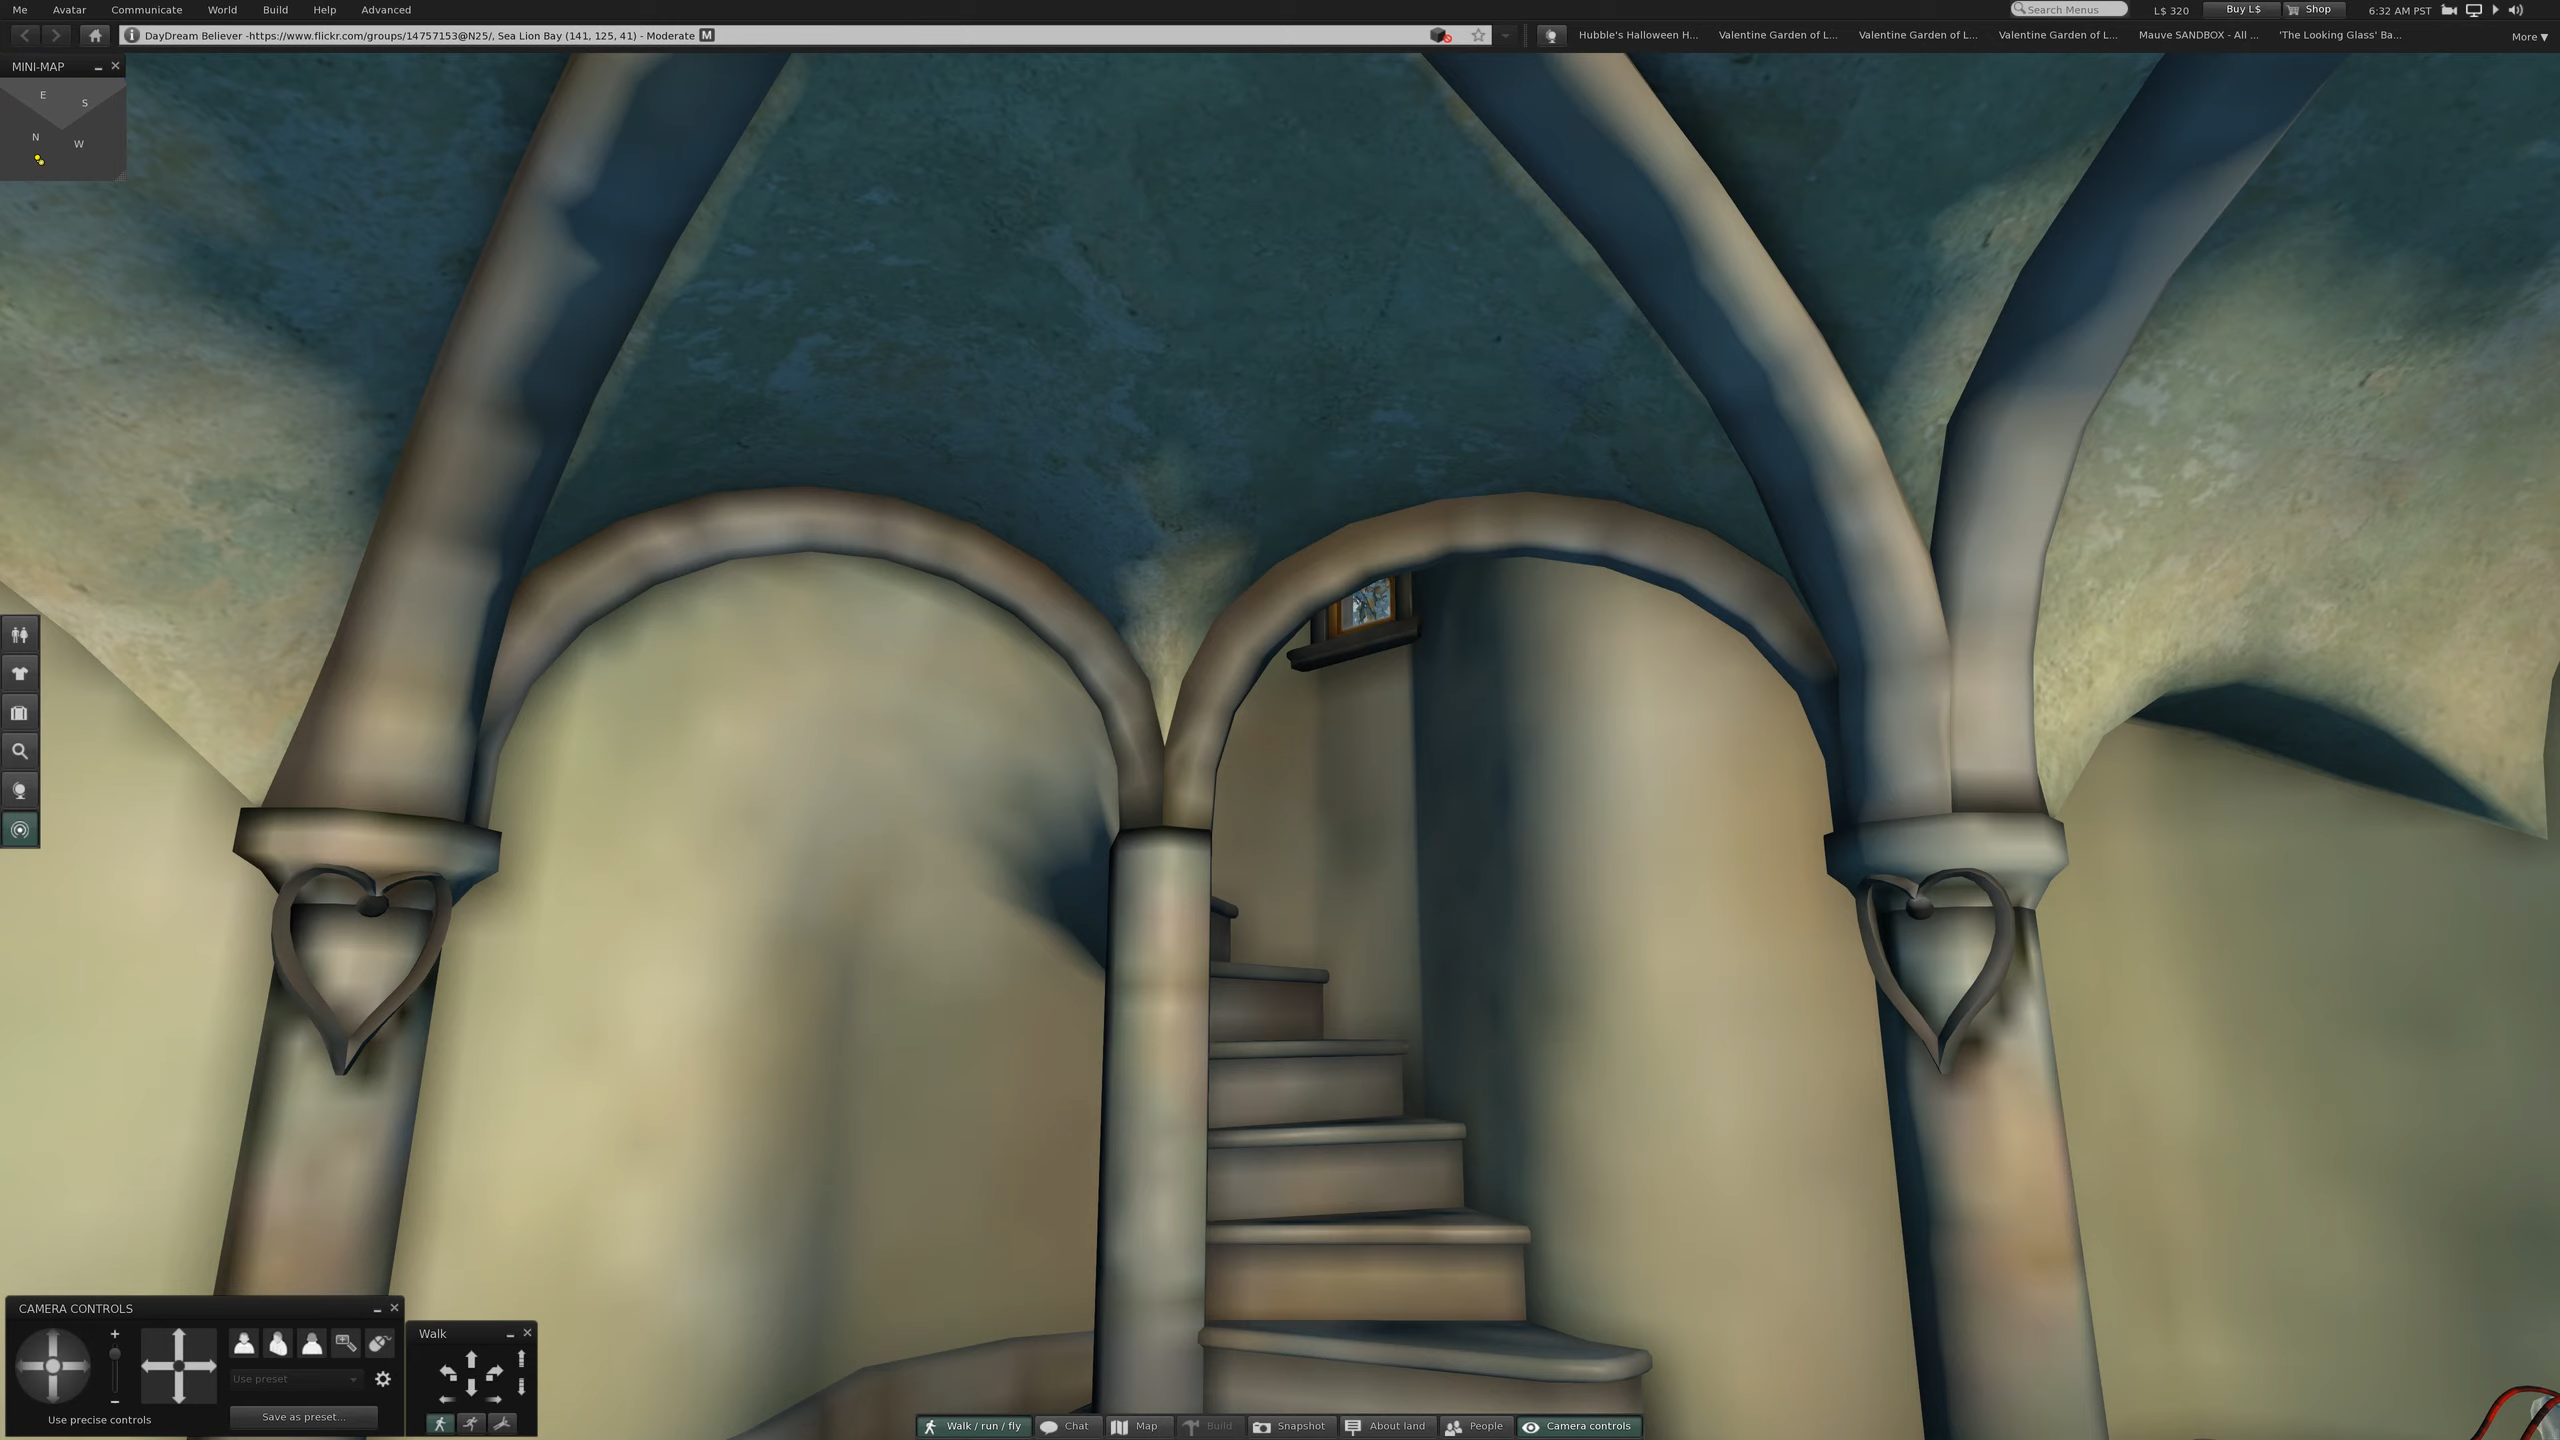 Me Avatar Communicate World Build Help Advanced Search Menus L$ 320 Buy L$ Shop 6:32 AM PST
DayDream Believer -https://www.flickr.com/groups/14757153@N25/, Sea Lion Bay (141, 125, 41) - Moderate M Hubble's Halloween H... Valentine Garden of L... Valentine Garden of L... Valentine Garden of L... Mauve SANDBOX - All ... 'The Looking Glass' Ba... More ▼
MINI-MAP
E
S
N
W
CAMERA CONTROLS
Use preset
Use precise controls
Save as preset...
Walk
Walk / run / fly Chat Map Build Snapshot About land People Camera controls